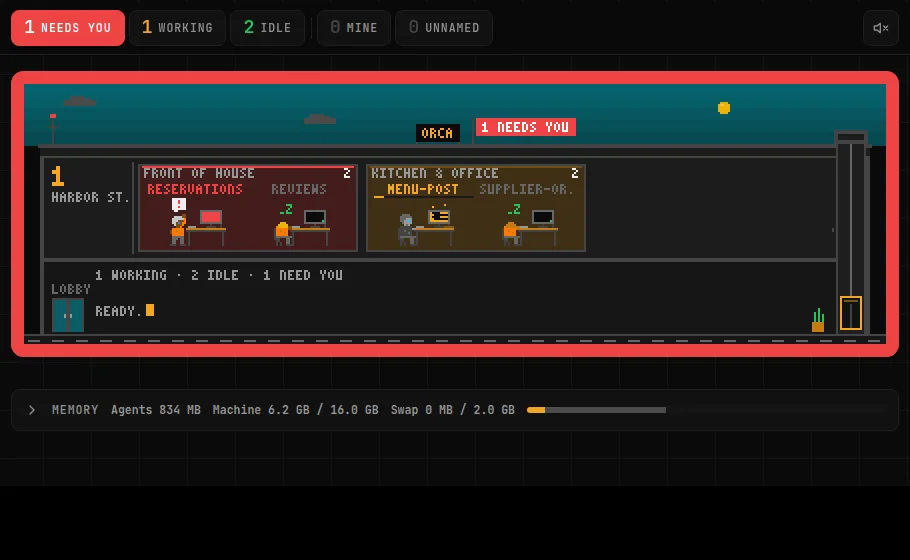 1 NEEDS YOU 1 WORKING 2 IDLE 0 MINE 0 UNNAMED
ORCA 1 NEEDS YOU
1
HARBOR ST.
FRONT OF HOUSE 2
RESERVATIONS REVIEWS
!
.Z
KITCHEN & OFFICE 2
MENU-POST SUPPLIER-OR.
.Z
1 WORKING · 2 IDLE · 1 NEED YOU
LOBBY
READY.
MEMORY Agents 834 MB Machine 6.2 GB / 16.0 GB Swap 0 MB / 2.0 GB